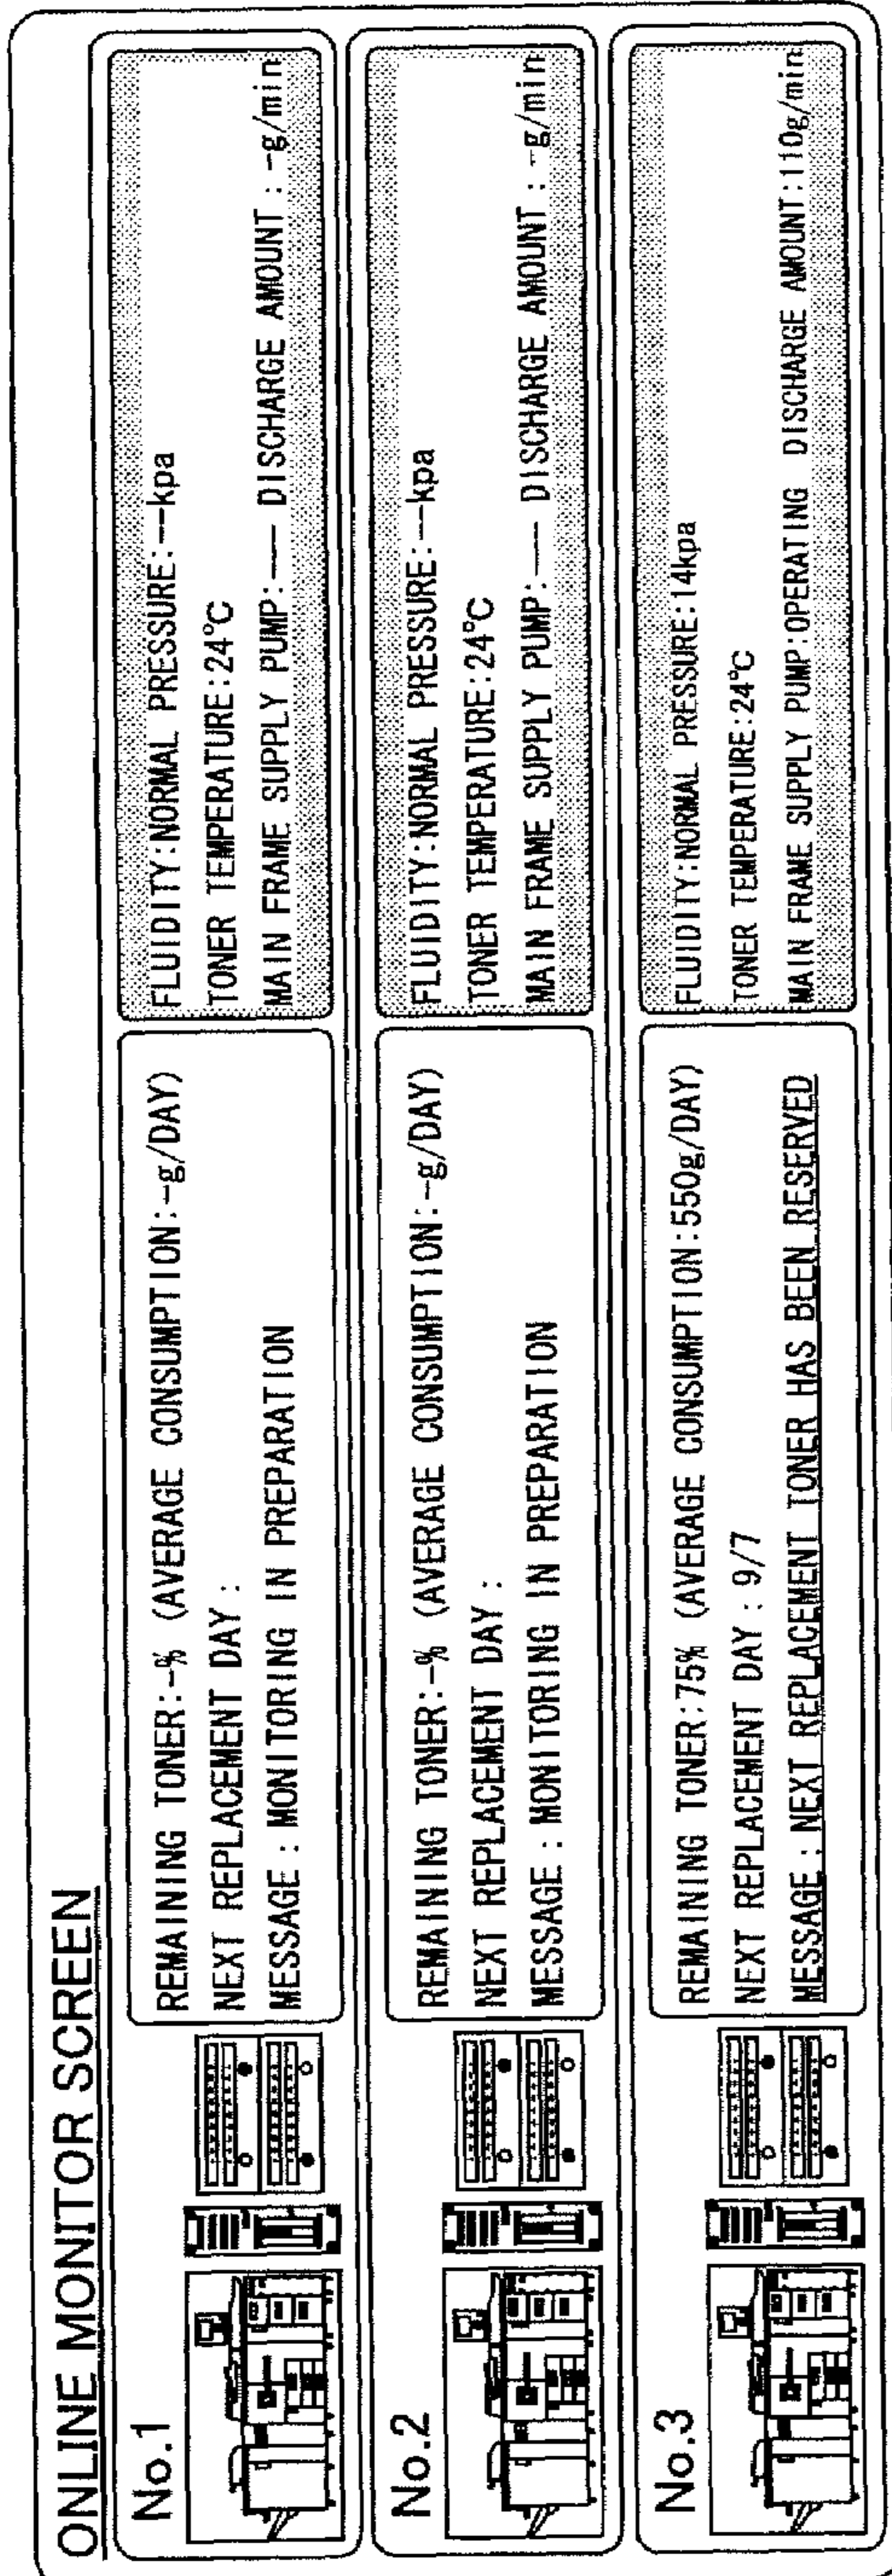 ONLINE MONITOR SCREEN
No.1
REMAINING TONER:-% (AVERAGE CONSUMPTION:-g/DAY)
NEXT REPLACEMENT DAY :
MESSAGE : MONITORING IN PREPARATION
FLUIDITY:NORMAL PRESSURE:--kpa
TONER TEMPERATURE:24℃
MAIN FRAME SUPPLY PUMP:--- DISCHARGE AMOUNT : -g/min
No.2
REMAINING TONER:-% (AVERAGE CONSUMPTION:-g/DAY)
NEXT REPLACEMENT DAY :
MESSAGE : MONITORING IN PREPARATION
FLUIDITY:NORMAL PRESSURE:--kpa
TONER TEMPERATURE:24℃
MAIN FRAME SUPPLY PUMP:--- DISCHARGE AMOUNT : -g/min
No.3
REMAINING TONER:75% (AVERAGE CONSUMPTION:550g/DAY)
NEXT REPLACEMENT DAY : 9/7
MESSAGE : NEXT REPLACEMENT TONER HAS BEEN RESERVED
FLUIDITY:NORMAL PRESSURE:14kpa
TONER TEMPERATURE:24℃
MAIN FRAME SUPPLY PUMP:OPERATING DISCHARGE AMOUNT:110g/min